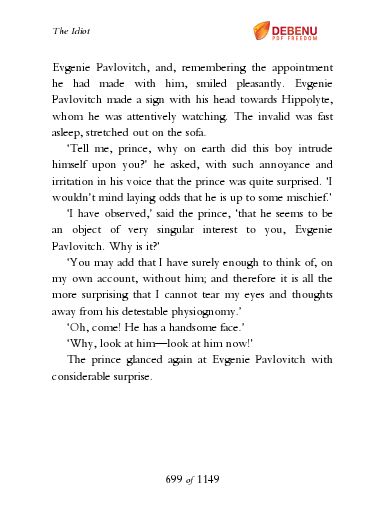 The Idiot
DEBENU
PDF FREEDOM
Evgenie Pavlovitch, and, remembering the appointment
he had made with him, smiled pleasantly. Evgenie
Pavlovitch made a sign with his head towards Hippolyte,
whom he was attentively watching. The invalid was fast
asleep, stretched out on the sofa.
‘Tell me, prince, why on earth did this boy intrude
himself upon you?’ he asked, with such annoyance and
irritation in his voice that the prince was quite surprised. ‘I
wouldn’t mind laying odds that he is up to some mischief.’
‘I have observed,’ said the prince, ‘that he seems to be
an object of very singular interest to you, Evgenie
Pavlovitch. Why is it?’
‘You may add that I have surely enough to think of, on
my own account, without him; and therefore it is all the
more surprising that I cannot tear my eyes and thoughts
away from his detestable physiognomy.’
‘Oh, come! He has a handsome face.’
‘Why, look at him—look at him now!’
The prince glanced again at Evgenie Pavlovitch with
considerable surprise.
699 of 1149